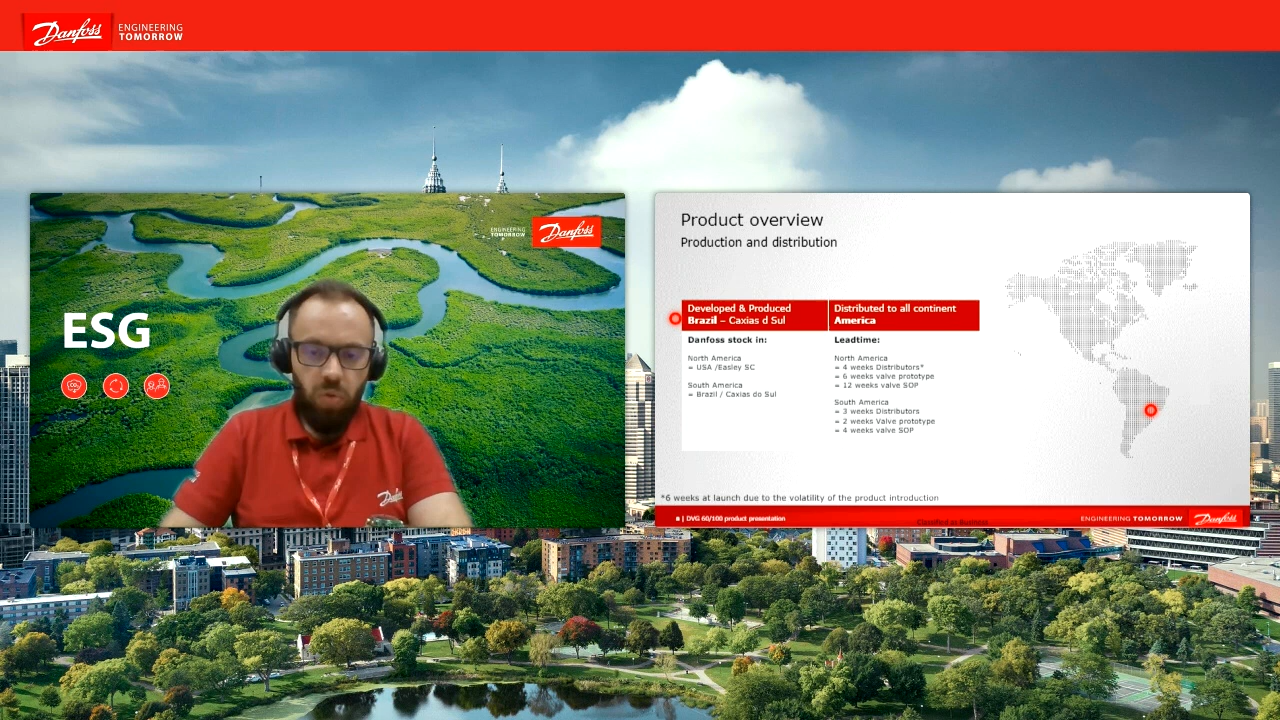 Danfoss
ENGINEERING
TOMORROW
ENGINEERING
TOMORROW
Danfoss
ESG
Danfoss
Product overview
Production and distribution
Developed & Produced
Brazil – Caxias d Sul
Distributed to all continent
America
Danfoss stock in:
North America
= USA /Easley SC
South America
= Brazil / Caxias do Sul
Leadtime:
North America
= 4 weeks Distributors*
= 6 weeks valve prototype
= 12 weeks valve SOP
South America
= 3 weeks Distributors
= 2 weeks Valve prototype
= 4 weeks valve SOP
*6 weeks at launch due to the volatility of the product introduction
8 | DVG 60/100 product presentation
Classified as Business
ENGINEERING TOMORROW
Danfoss